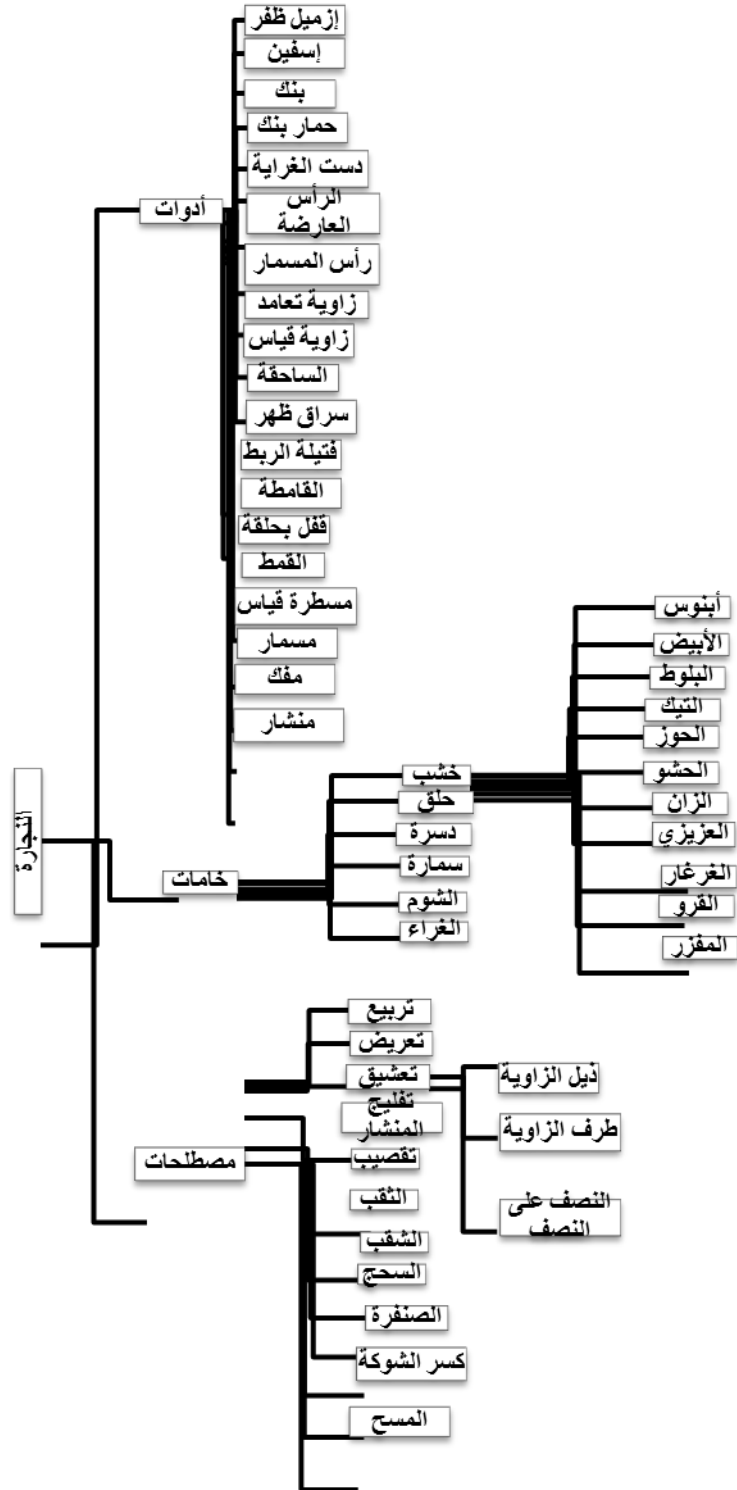 النجارة
أدوات
إزميل ظفر
إسفين
بنك
حمار بنك
دست الغراية
الرأس
العارضة
رأس المسمار
زاوية تعامد
زاوية قياس
الساحقة
سراق ظهر
فتيلة الربط
القامطة
قفل بحلقة
القمط
مسطرة قياس
مسمار
مفك
منشار
خامات
خشب
حلق
دسرة
سمارة
الشوم
الغراء
أبنوس
الأبيض
البلوط
التيك
الحوز
الحشو
الزان
العزيزي
الغرغار
القرو
المفزر
مصطلحات
تربيع
تعريض
تعشيق
تفليج
المنشار
تقصيب
الثقب
الشقب
السحج
الصنفرة
كسر الشوكة
المسح
ذيل الزاوية
طرف الزاوية
النصف على
النصف